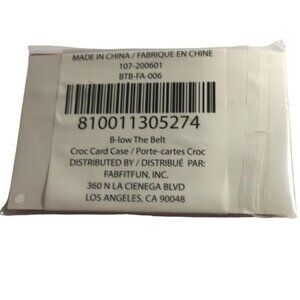 MADE IN CHINA / FABRIQUE EN CHINE
107-200601
BTB-FA-006
810011305274
B-low The Belt
Croc Card Case / Porte-cartes Croc
DISTRIBUTED BY / DISTRIBUÉ PAR:
FABFITFUN, INC.
360 N LA CIENEGA BLVD
LOS ANGELES, CA 90048